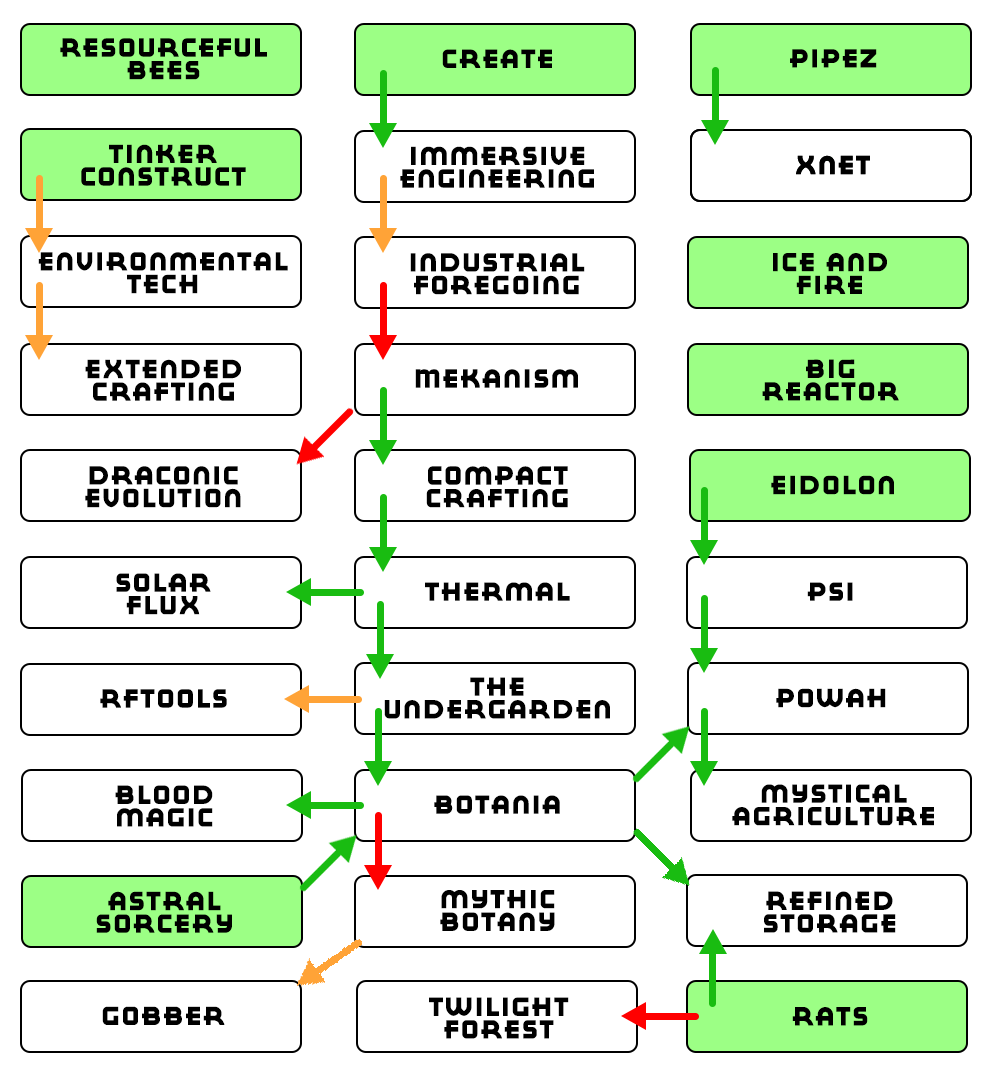 RESOURCEFUL
BEES
CREATE
PIPEZ
TINKER
CONSTRUCT
IMMERSIVE
ENGINEERING
XNET
ENVIRONMENTAL
TECH
INDUSTRIAL
FOREGOING
ICE AND
FIRE
EXTENDED
CRAFTING
MEKANISM
BIG
REACTOR
DRACONIC
EVOLUTION
COMPACT
CRAFTING
EIDOLON
SOLAR
FLUX
THERMAL
PSI
RFTOOLS
THE
UNDERGARDEN
POWAH
BLOOD
MAGIC
BOTANIA
MYSTICAL
AGRICULTURE
ASTRAL
SORCERY
MYTHIC
BOTANY
REFINED
STORAGE
GOBBER
TWILIGHT
FOREST
RATS